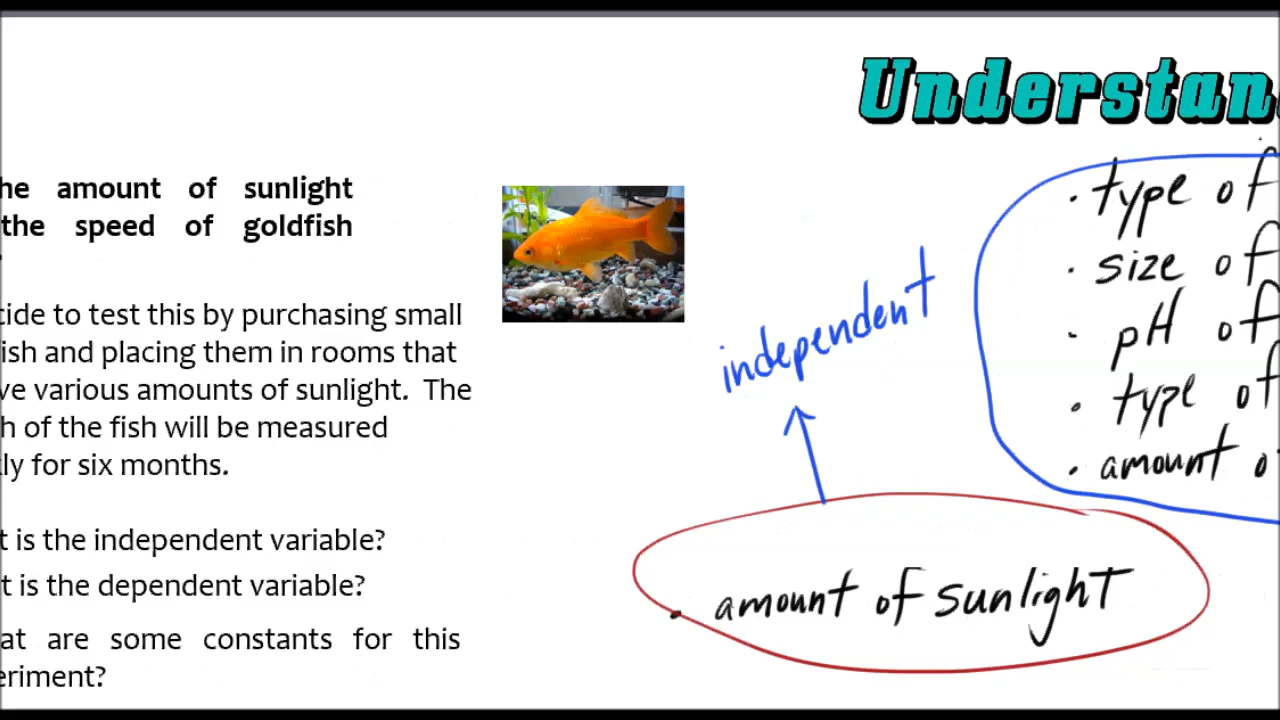 Understan
he amount of sunlight
the speed of goldfish
cide to test this by purchasing small
ish and placing them in rooms that
ve various amounts of sunlight. The
h of the fish will be measured
ly for six months.
t is the independent variable?
t is the dependent variable?
at are some constants for this
eriment?
independent
• type of
• size of
• pH of
• type of
• amount o
• amount of sunlight